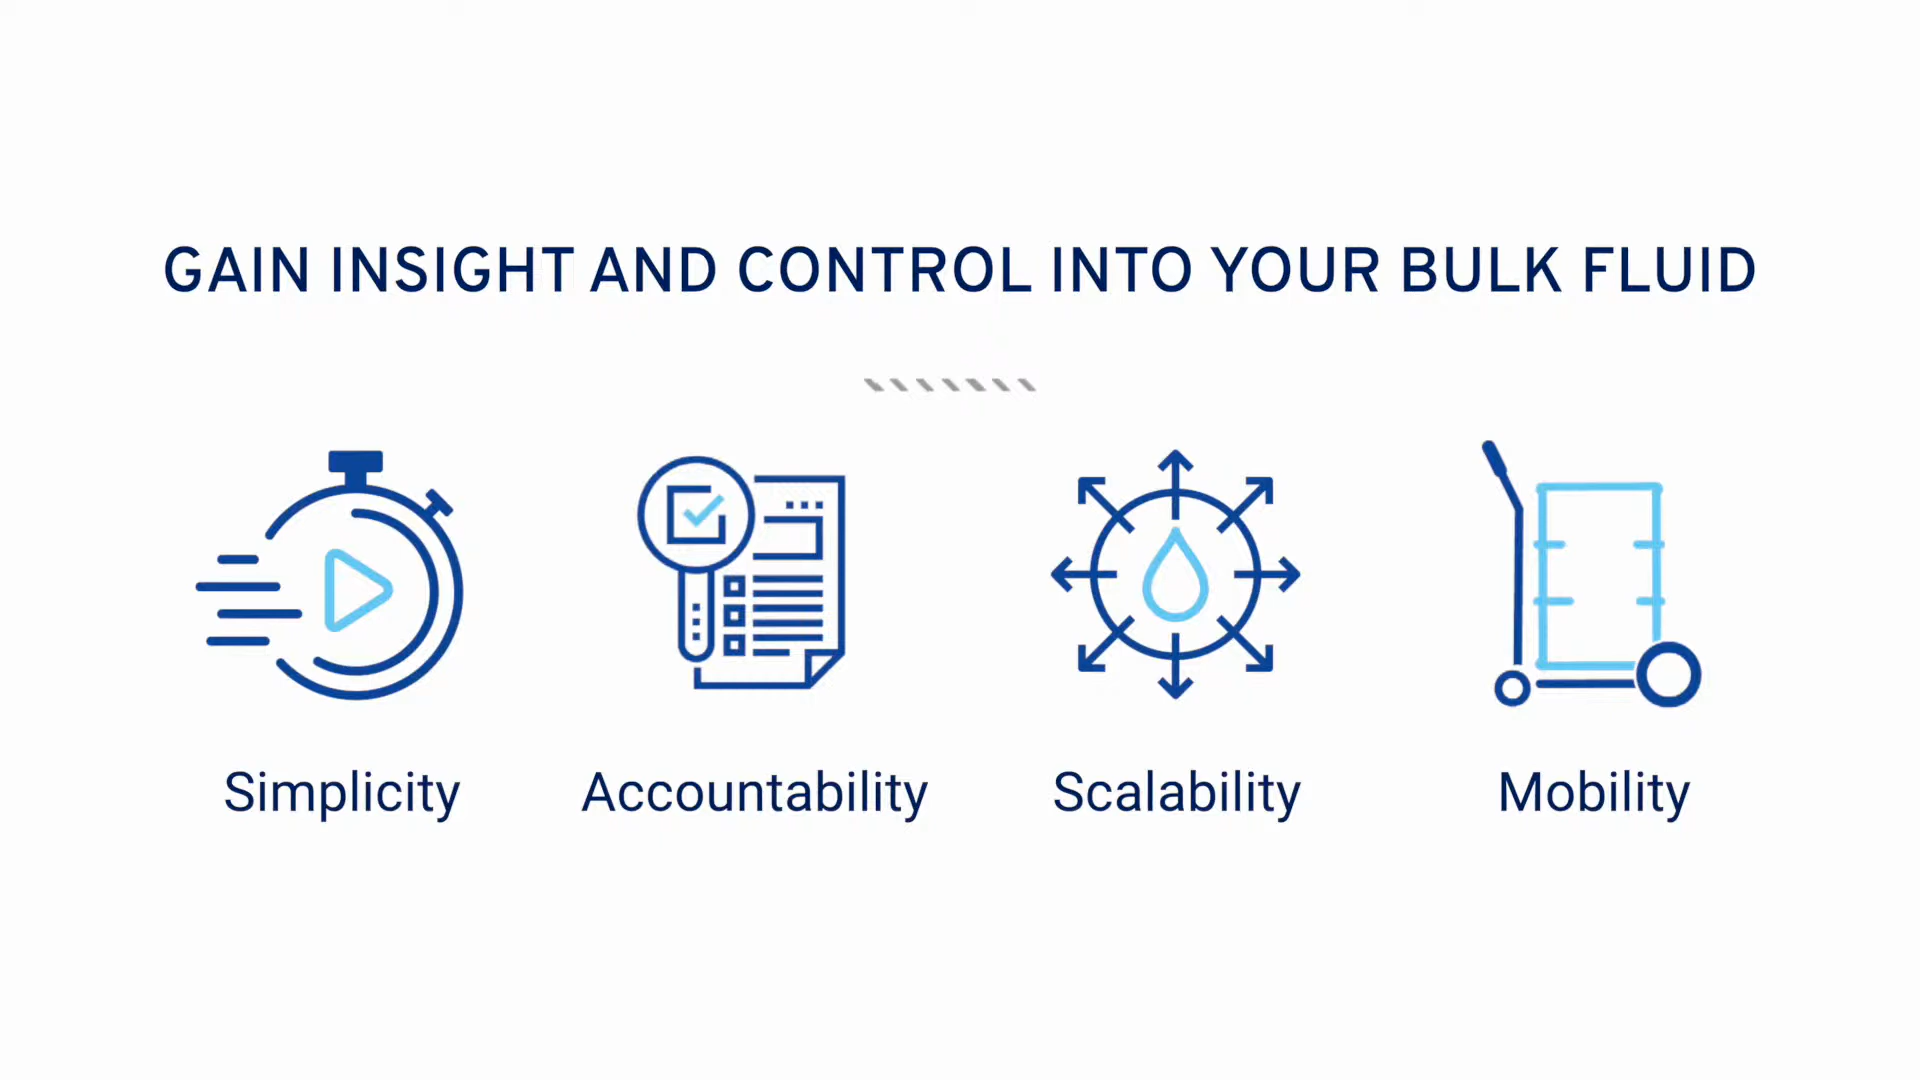 GAIN INSIGHT AND CONTROL INTO YOUR BULK FLUID
Simplicity
Accountability
Scalability
Mobility